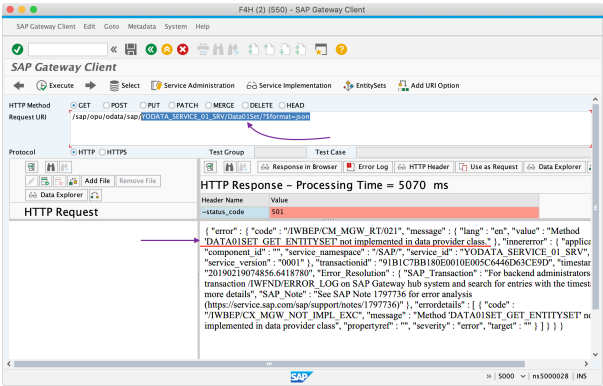 F4H (2) (550) - SAP Gateway Client
SAP Gateway Client Edit Goto Metadata System Help
SAP Gateway Client
Execute Select Service Administration Service Implementation EntitySets Add URI Option
HTTP Method GET POST PUT PATCH MERGE DELETE HEAD
Request URI /sap/opu/odata/sap/YODATA_SERVICE_01_SRV/Data01Set/?$format=json
Protocol HTTP HTTPS Test Group Test Case
Response in Browser Error Log HTTP Header Use as Request Data Explorer
Add File Remove File
Data Explorer
HTTP Request
HTTP Response - Processing Time = 5070 ms
Header Name Value
~status_code 501
{ "error" : { "code" : "/IWBEP/CM_MGW_RT/021", "message" : { "lang" : "en", "value" : "Method
'DATA01SET_GET_ENTITYSET' not implemented in data provider class." }, "innererror" : { "applica
"component_id" : "", "service_namespace" : "/SAP/", "service_id" : "YODATA_SERVICE_01_SRV",
"service_version" : "0001" }, "transactionid" : "91B1C7BB180E0010E005C6446D63CE9D", "timestar
"20190219074856.6418780", "Error_Resolution" : { "SAP_Transaction" : "For backend administrators
transaction /IWFND/ERROR_LOG on SAP Gateway hub system and search for entries with the timest
more details", "SAP_Note" : "See SAP Note 1797736 for error analysis
(https://service.sap.com/sap/support/notes/1797736)" }, "errordetails" : [ { "code" :
"/IWBEP/CX_MGW_NOT_IMPL_EXC", "message" : "Method 'DATA01SET_GET_ENTITYSET' not
implemented in data provider class", "propertyref" : "", "severity" : "error", "target" : "" } ] } } }
SAP
S000 ns5000028 INS